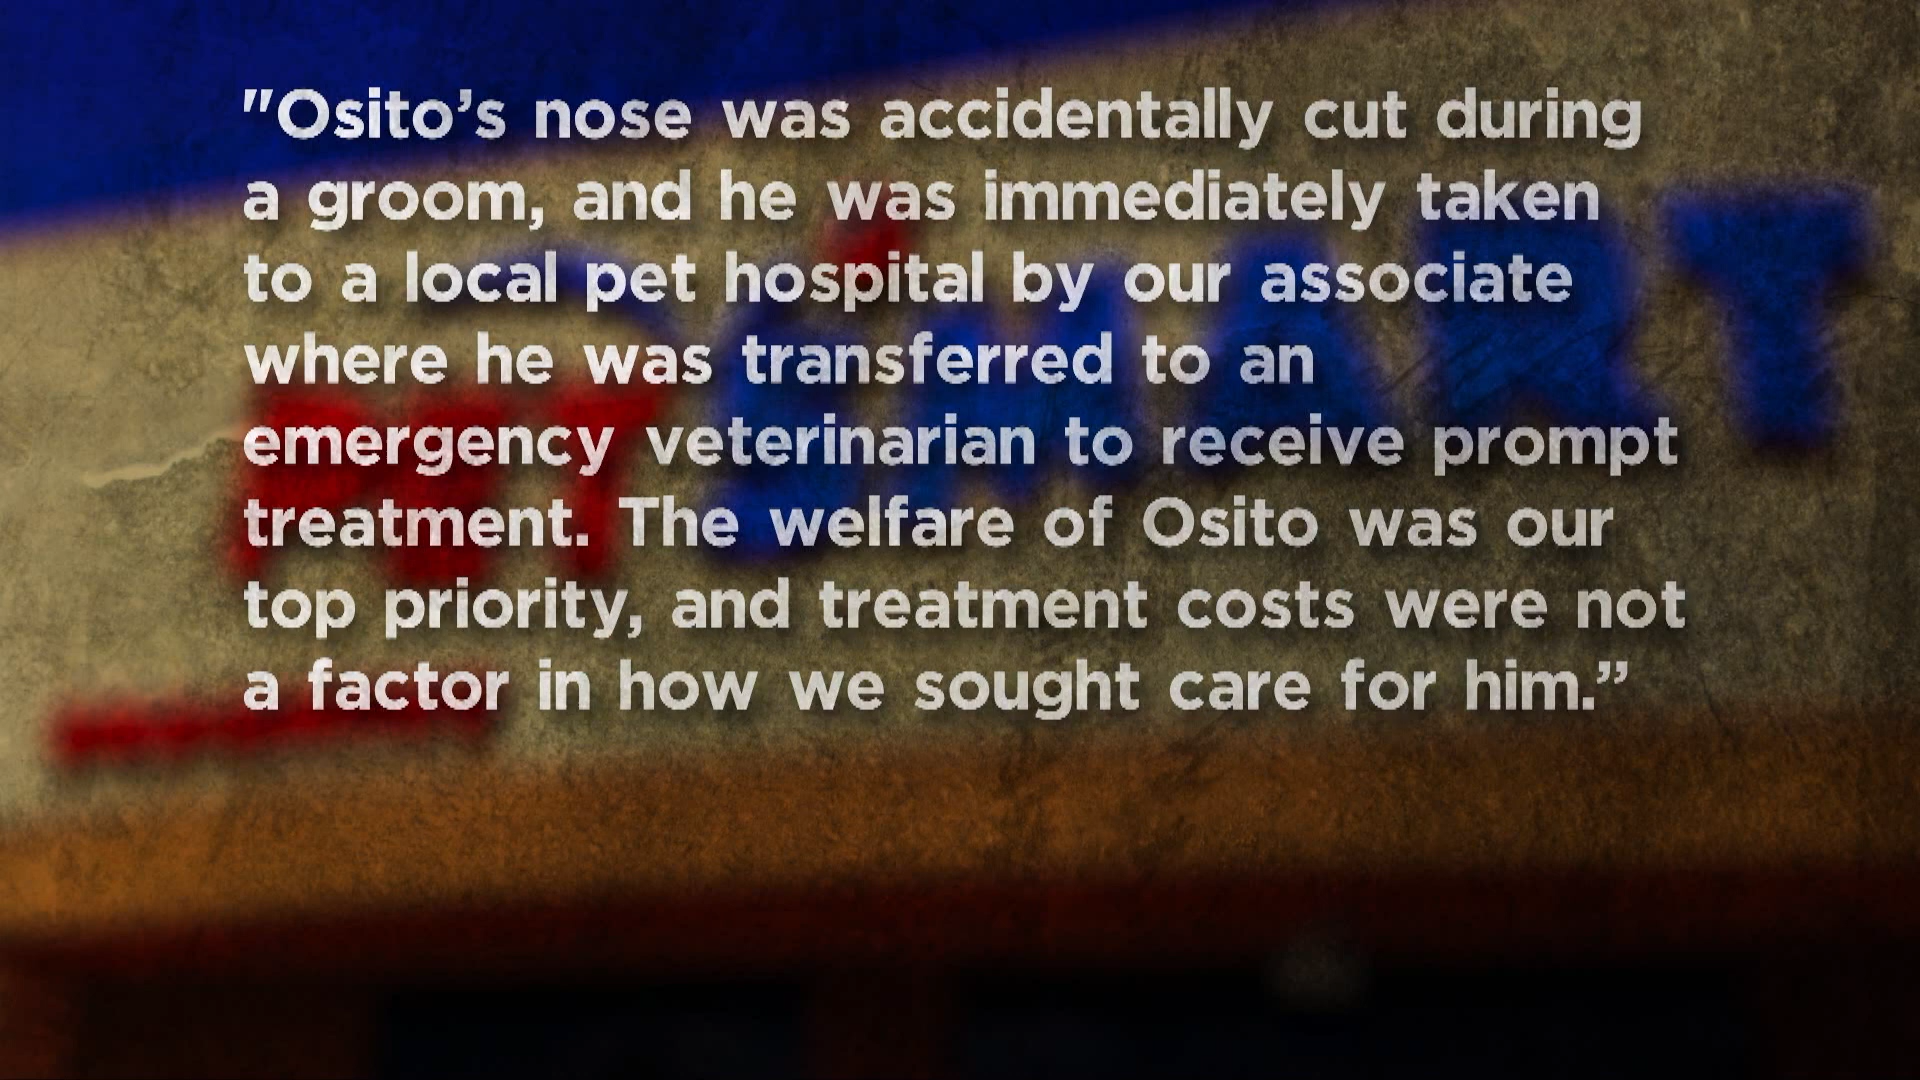 "Osito’s nose was accidentally cut during
a groom, and he was immediately taken
to a local pet hospital by our associate
where he was transferred to an
emergency veterinarian to receive prompt
treatment. The welfare of Osito was our
top priority, and treatment costs were not
a factor in how we sought care for him.”
PETSMART